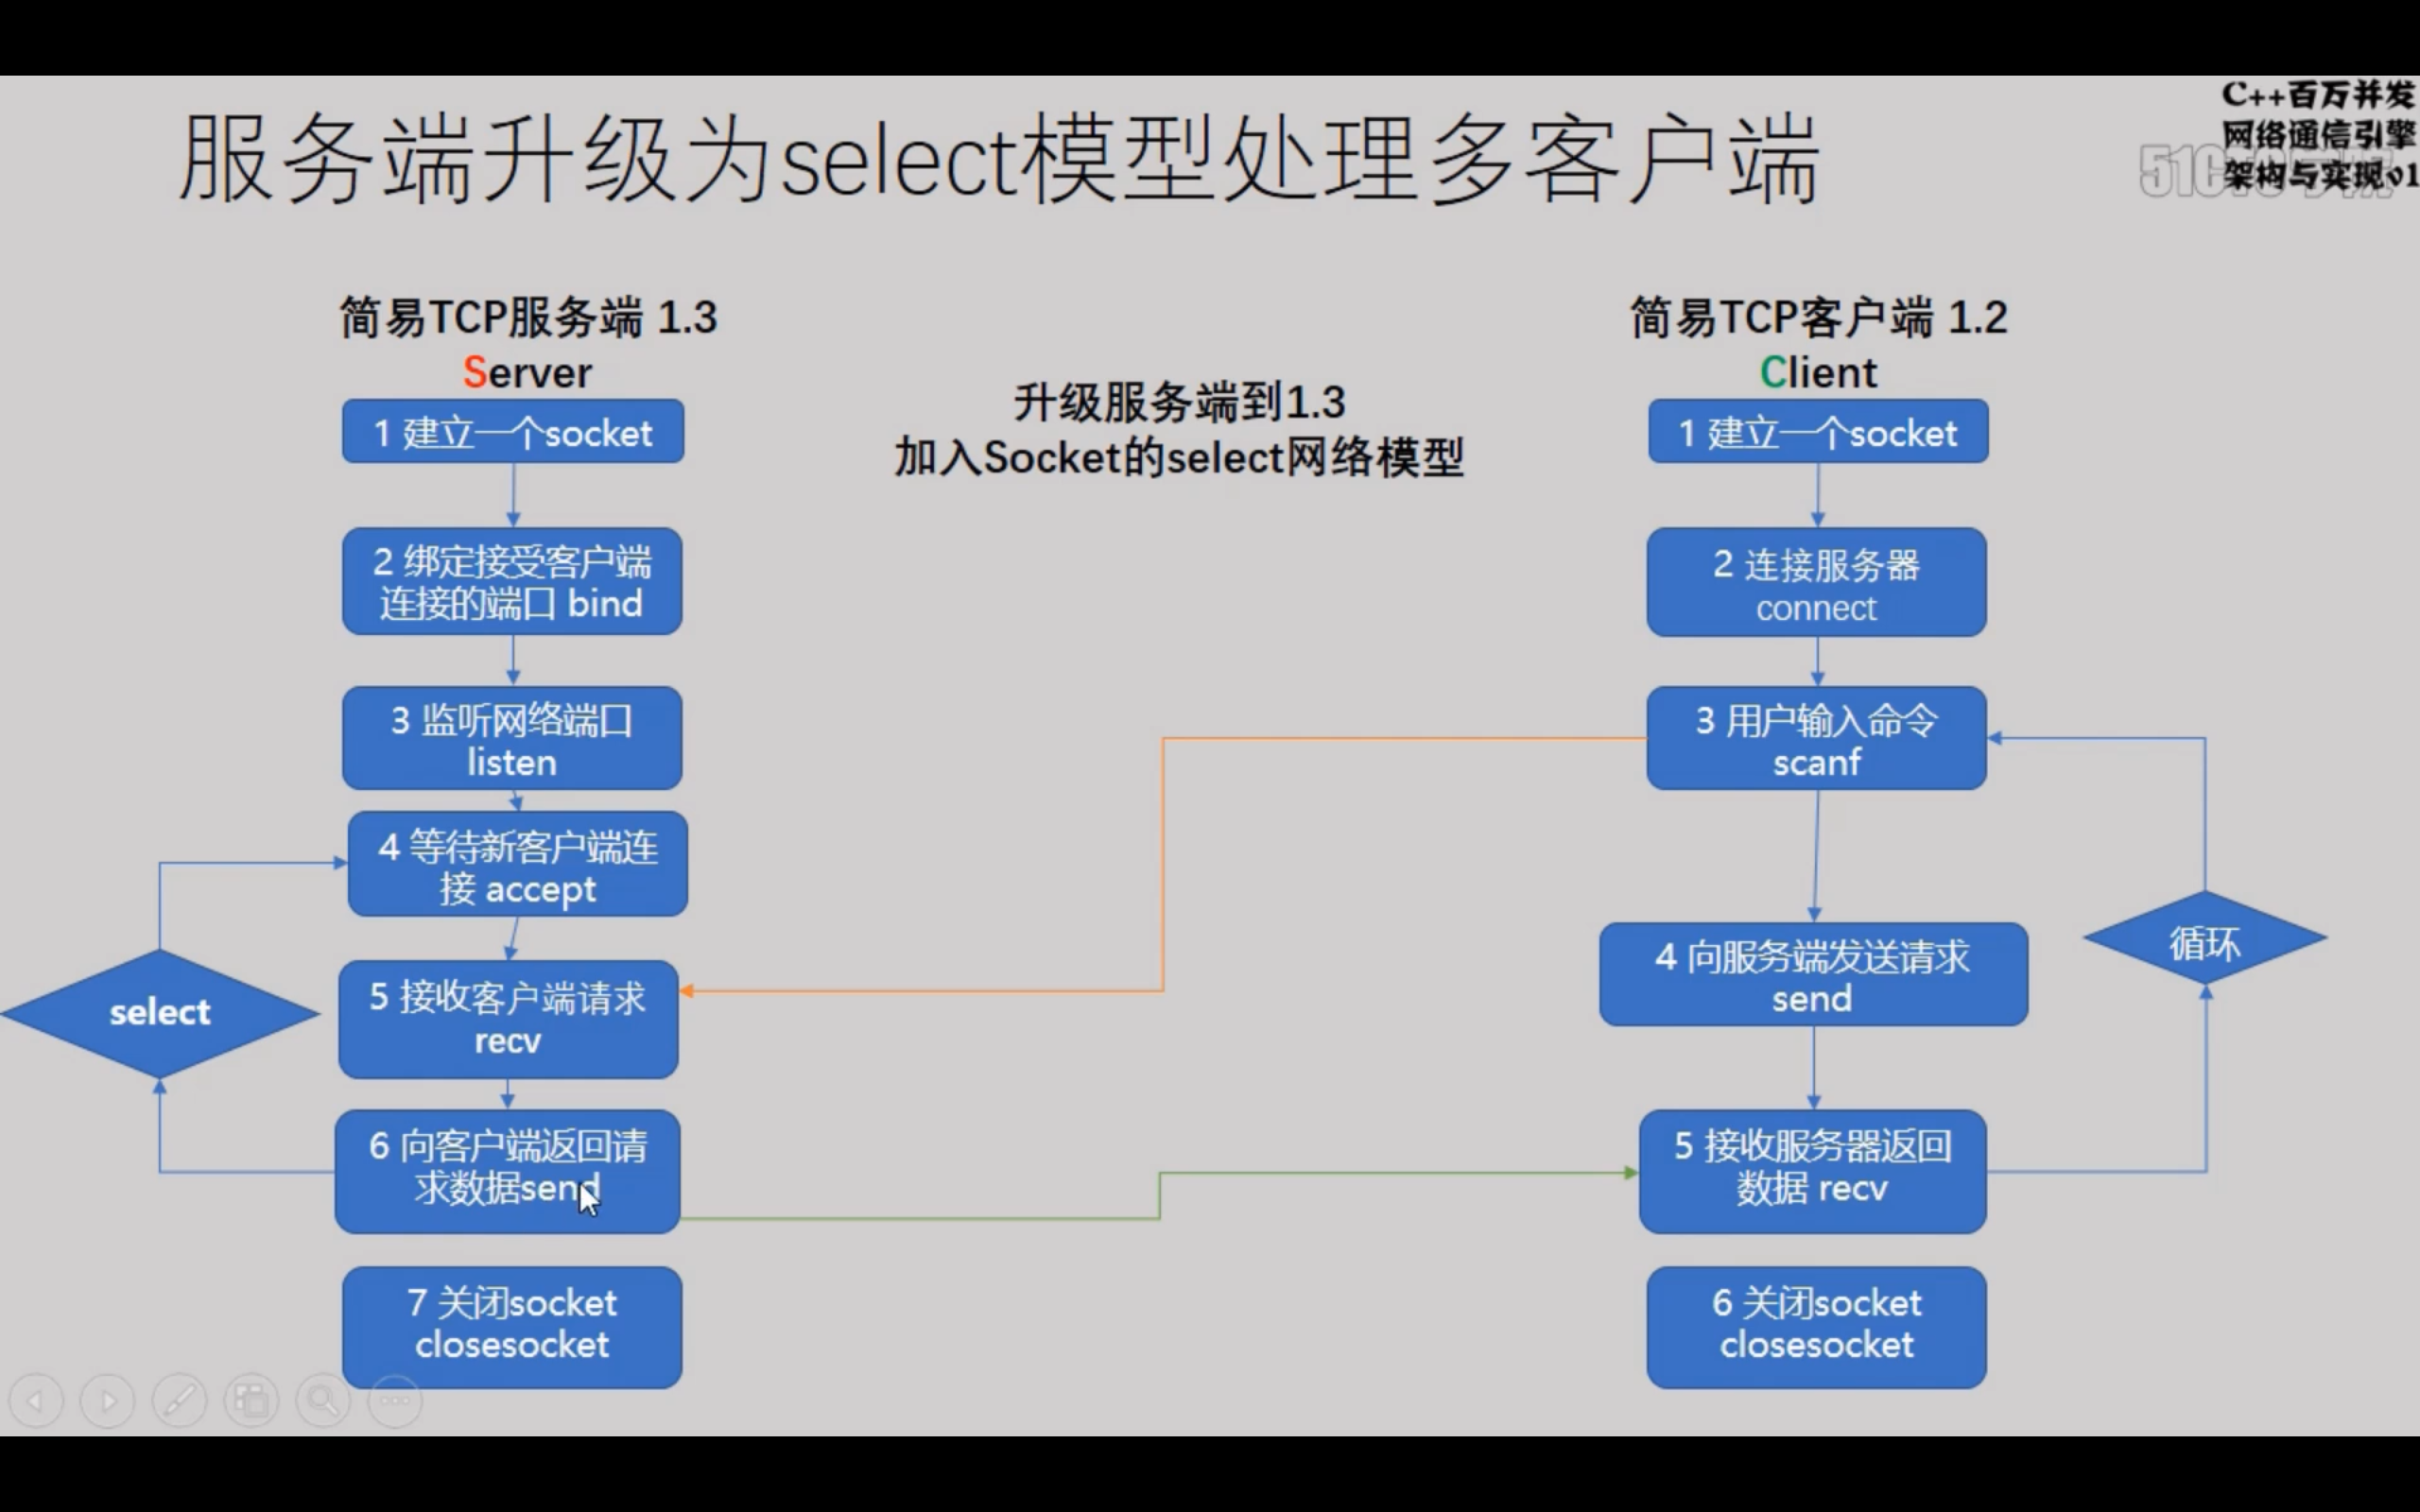 服务端升级为select模型处理多客户端
C++百万并发
网络通信引擎
架构与实现v1
简易TCP服务端 1.3
Server
1 建立一个socket
2 绑定接受客户端
连接的端口 bind
3 监听网络端口
listen
4 等待新客户端连
接 accept
select
5 接收客户端请求
recv
6 向客户端返回请
求数据send
7 关闭socket
closesocket
升级服务端到1.3
加入Socket的select网络模型
简易TCP客户端 1.2
Client
1 建立一个socket
2 连接服务器
connect
3 用户输入命令
scanf
4 向服务端发送请求
send
循环
5 接收服务器返回
数据 recv
6 关闭socket
closesocket